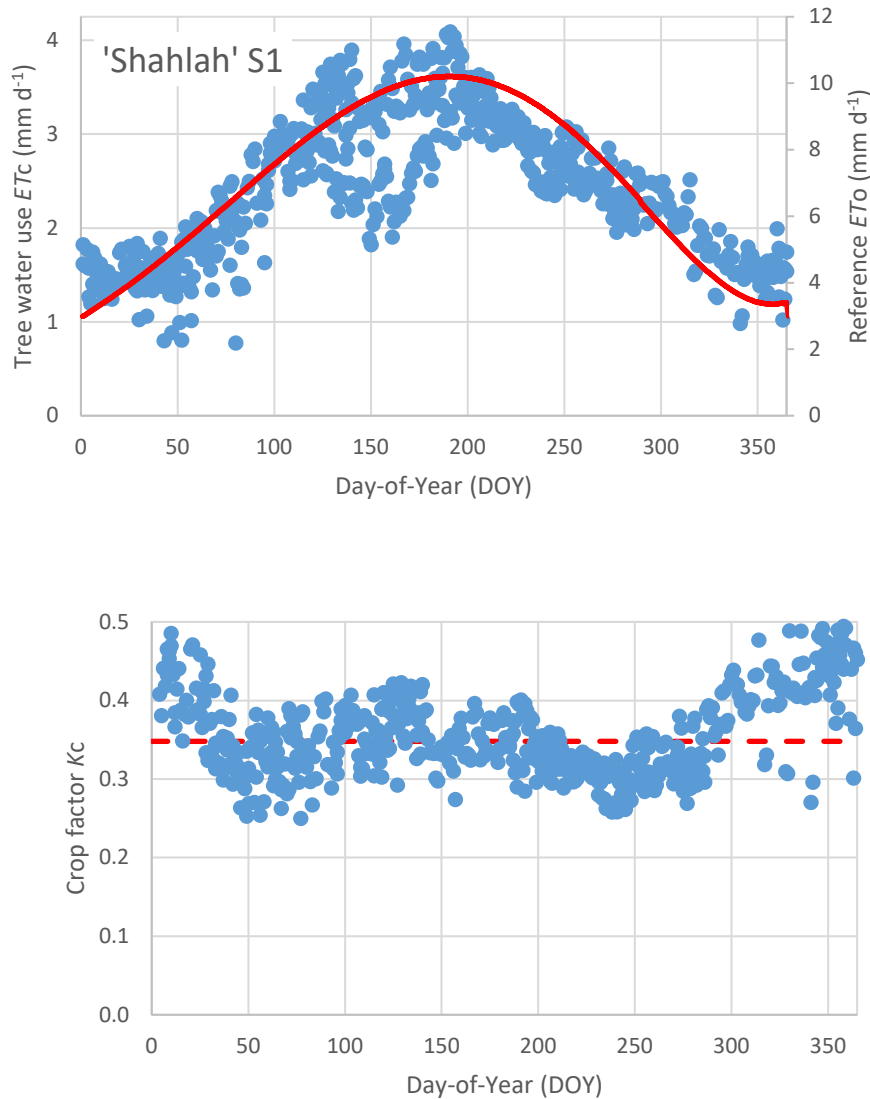 'Shahlah' S1
Tree water use ETc (mm d-1)
4
3
2
1
0
12
10
8
6
4
2
0
Reference ETo (mm d-1)
0 50 100 150 200 250 300 350
Day-of-Year (DOY)
Crop factor Kc
0.5
0.4
0.3
0.2
0.1
0.0
0 50 100 150 200 250 300 350
Day-of-Year (DOY)